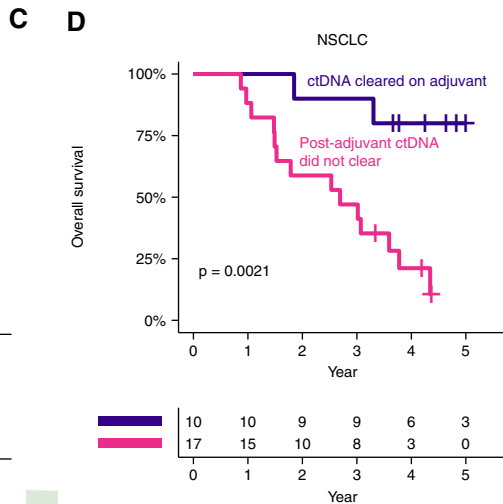 C D
NSCLC
100%
75%
50%
25%
0%
Overall survival
ctDNA cleared on adjuvant
Post-adjuvant ctDNA
did not clear
p = 0.0021
0 1 2 3 4 5
Year
10 10 9 9 6 3
17 15 10 8 3 0
0 1 2 3 4 5
Year